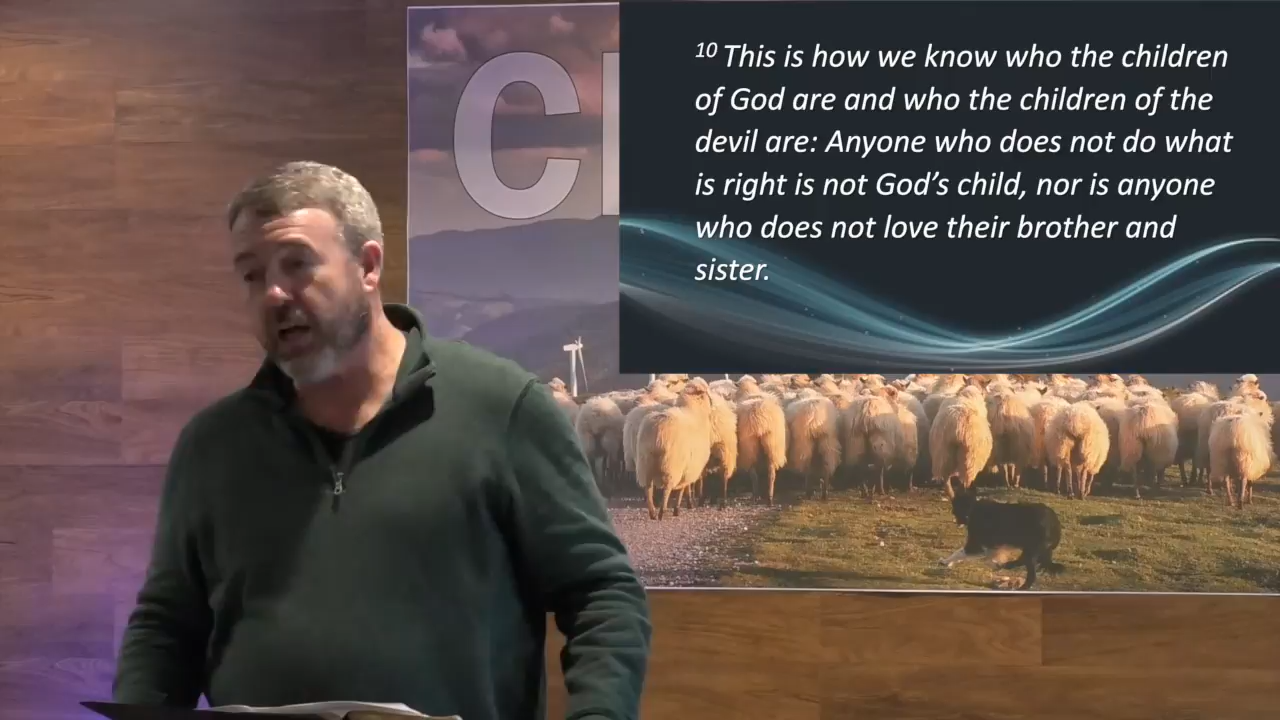 C
10 This is how we know who the children
of God are and who the children of the
devil are: Anyone who does not do what
is right is not God's child, nor is anyone
who does not love their brother and
sister.